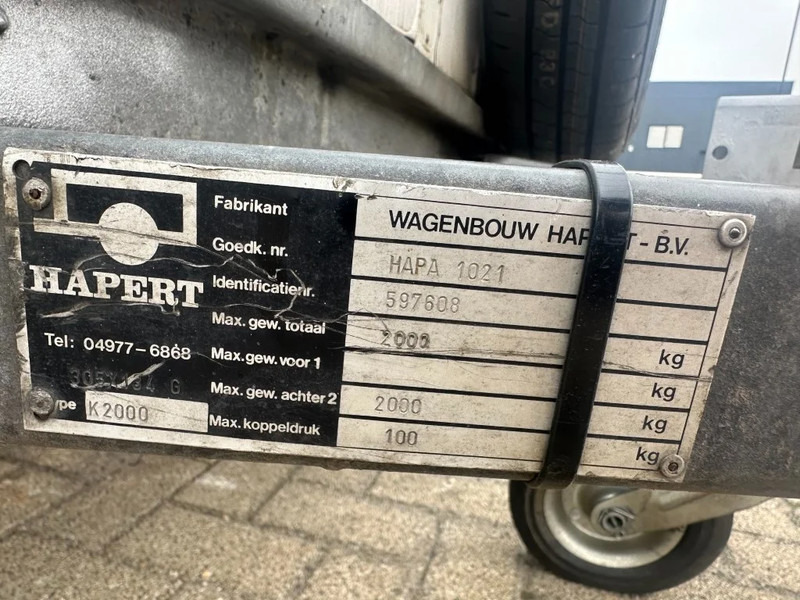 HAPERT
Tel: 04977-6868
K2000
Fabrikant WAGENBOUW HAP T - B.V.
Goedk. nr. HAPA 1021
Identificatienr. 597608
Max. gew. totaal 2000 kg
Max. gew. voor 1 kg
Max. gew. achter 2 2000 kg
Max. koppeldruk 100 kg